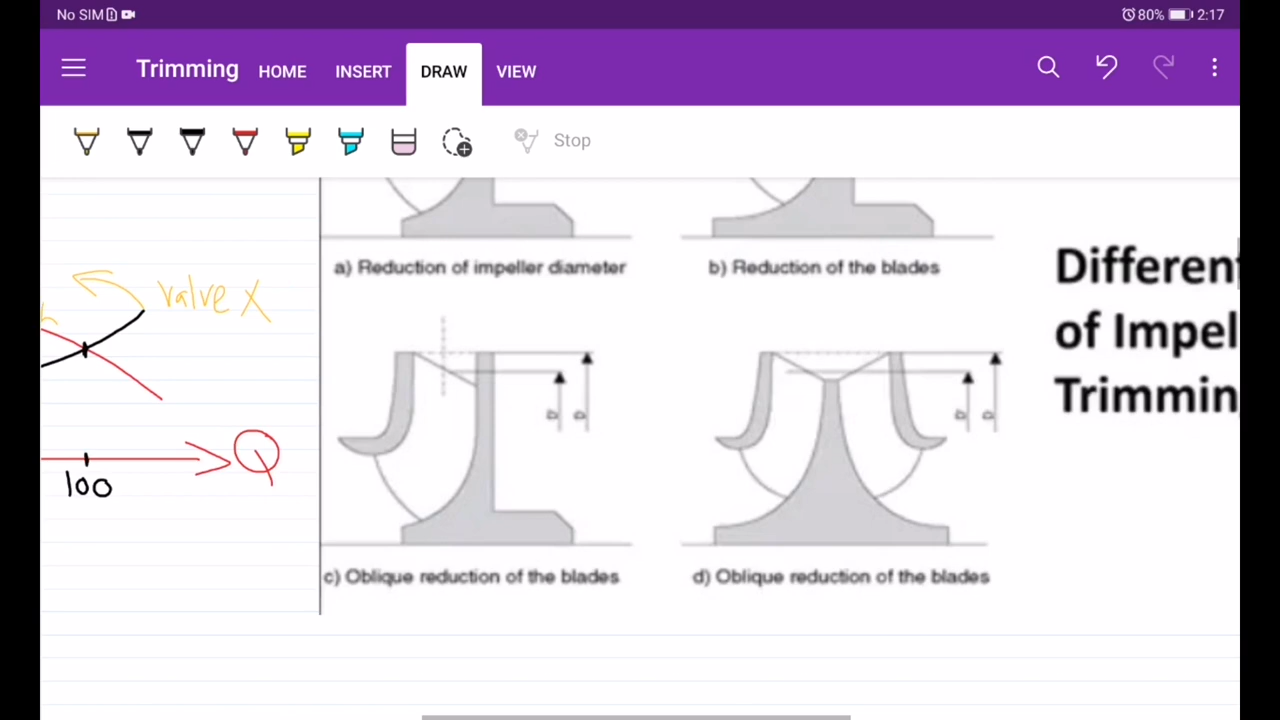 No SIM 80% 2:17
Trimming HOME INSERT DRAW VIEW
Stop
a) Reduction of impeller diameter b) Reduction of the blades
valve X
Q
100
D' D
D' D
c) Oblique reduction of the blades d) Oblique reduction of the blades
Different
of Impel
Trimmin